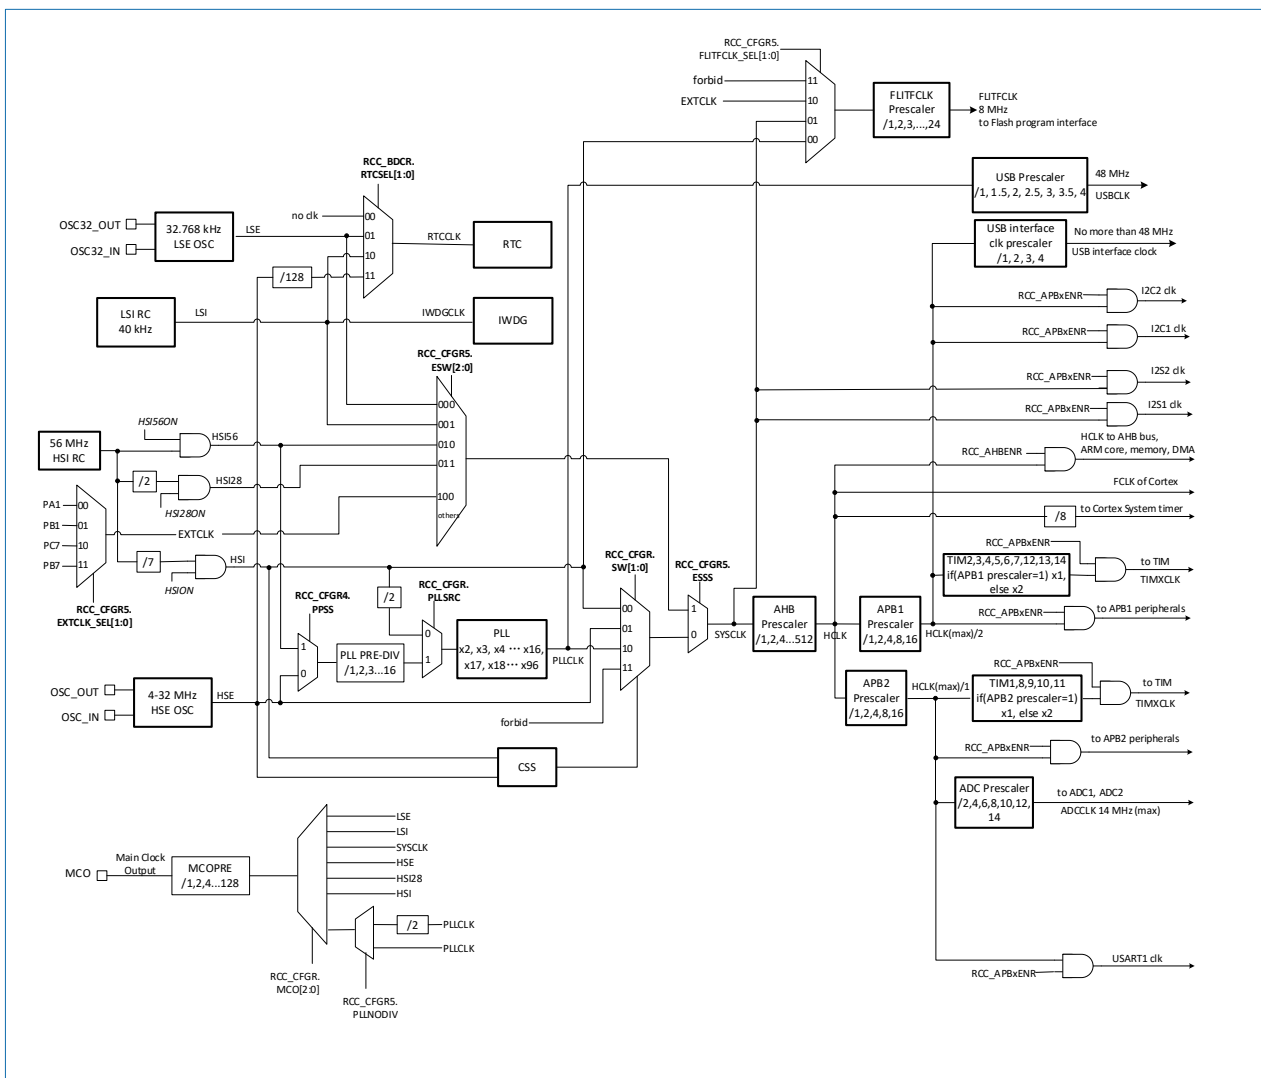 RCC_CFGR5.
FLITFCLK_SEL[1:0]
forbid
EXTCLK
11
10
01
00
FLITFCLK
Prescaler
/1,2,3,...,24
FLITFCLK
8 MHz
to Flash program interface
RCC_BDCR.
RTCSEL[1:0]
USB Prescaler
/1, 1.5, 2, 2.5, 3, 3.5, 4
48 MHz
USBCLK
OSC32_OUT
OSC32_IN
32.768 kHz
LSE OSC
LSE
no clk
00
01
10
11
/128
RTCCLK
RTC
USB interface
clk prescaler
/1, 2, 3, 4
No more than 48 MHz
USB interface clock
LSI RC
40 kHz
LSI
IWDGCLK
IWDG
RCC_APBxENR
I2C2 clk
RCC_APBxENR
I2C1 clk
RCC_APBxENR
I2S2 clk
RCC_APBxENR
I2S1 clk
RCC_CFGR5.
ESW[2:0]
000
001
010
011
100
others
HSI56ON
56 MHz
HSI RC
HSI56
/2
HSI28
HSI28ON
PA1
PB1
PC7
PB7
00
01
10
11
EXTCLK
/7
HSI
HSION
RCC_CFGR5.
EXTCLK_SEL[1:0]
RCC_AHBENR
HCLK to AHB bus,
ARM core, memory, DMA
FCLK of Cortex
/8
to Cortex System timer
RCC_CFGR4.
PPSS
1
0
/2
RCC_CFGR.
PLLSRC
0
1
PLL PRE-DIV
/1,2,3...16
PLL
x2, x3, x4 ··· x16,
x17, x18··· x96
PLLCLK
RCC_CFGR.
SW[1:0]
00
01
10
11
RCC_CFGR5.
ESSS
1
0
SYSCLK
AHB
Prescaler
/1,2,4...512
HCLK
APB1
Prescaler
/1,2,4,8,16
HCLK(max)/2
RCC_APBxENR
TIM2,3,4,5,6,7,12,13,14
if(APB1 prescaler=1) x1,
else x2
to TIM
TIMXCLK
RCC_APBxENR
to APB1 peripherals
OSC_OUT
OSC_IN
4-32 MHz
HSE OSC
HSE
forbid
CSS
APB2
Prescaler
/1,2,4,8,16
HCLK(max)/1
RCC_APBxENR
TIM1,8,9,10,11
if(APB2 prescaler=1)
x1, else x2
to TIM
TIMXCLK
RCC_APBxENR
to APB2 peripherals
ADC Prescaler
/2,4,6,8,10,12,
14
to ADC1, ADC2
ADCCLK 14 MHz (max)
MCO
Main Clock
Output
MCOPRE
/1,2,4...128
LSE
LSI
SYSCLK
HSE
HSI28
HSI
/2
PLLCLK
PLLCLK
RCC_CFGR.
MCO[2:0]
RCC_CFGR5.
PLLNODIV
RCC_APBxENR
USART1 clk